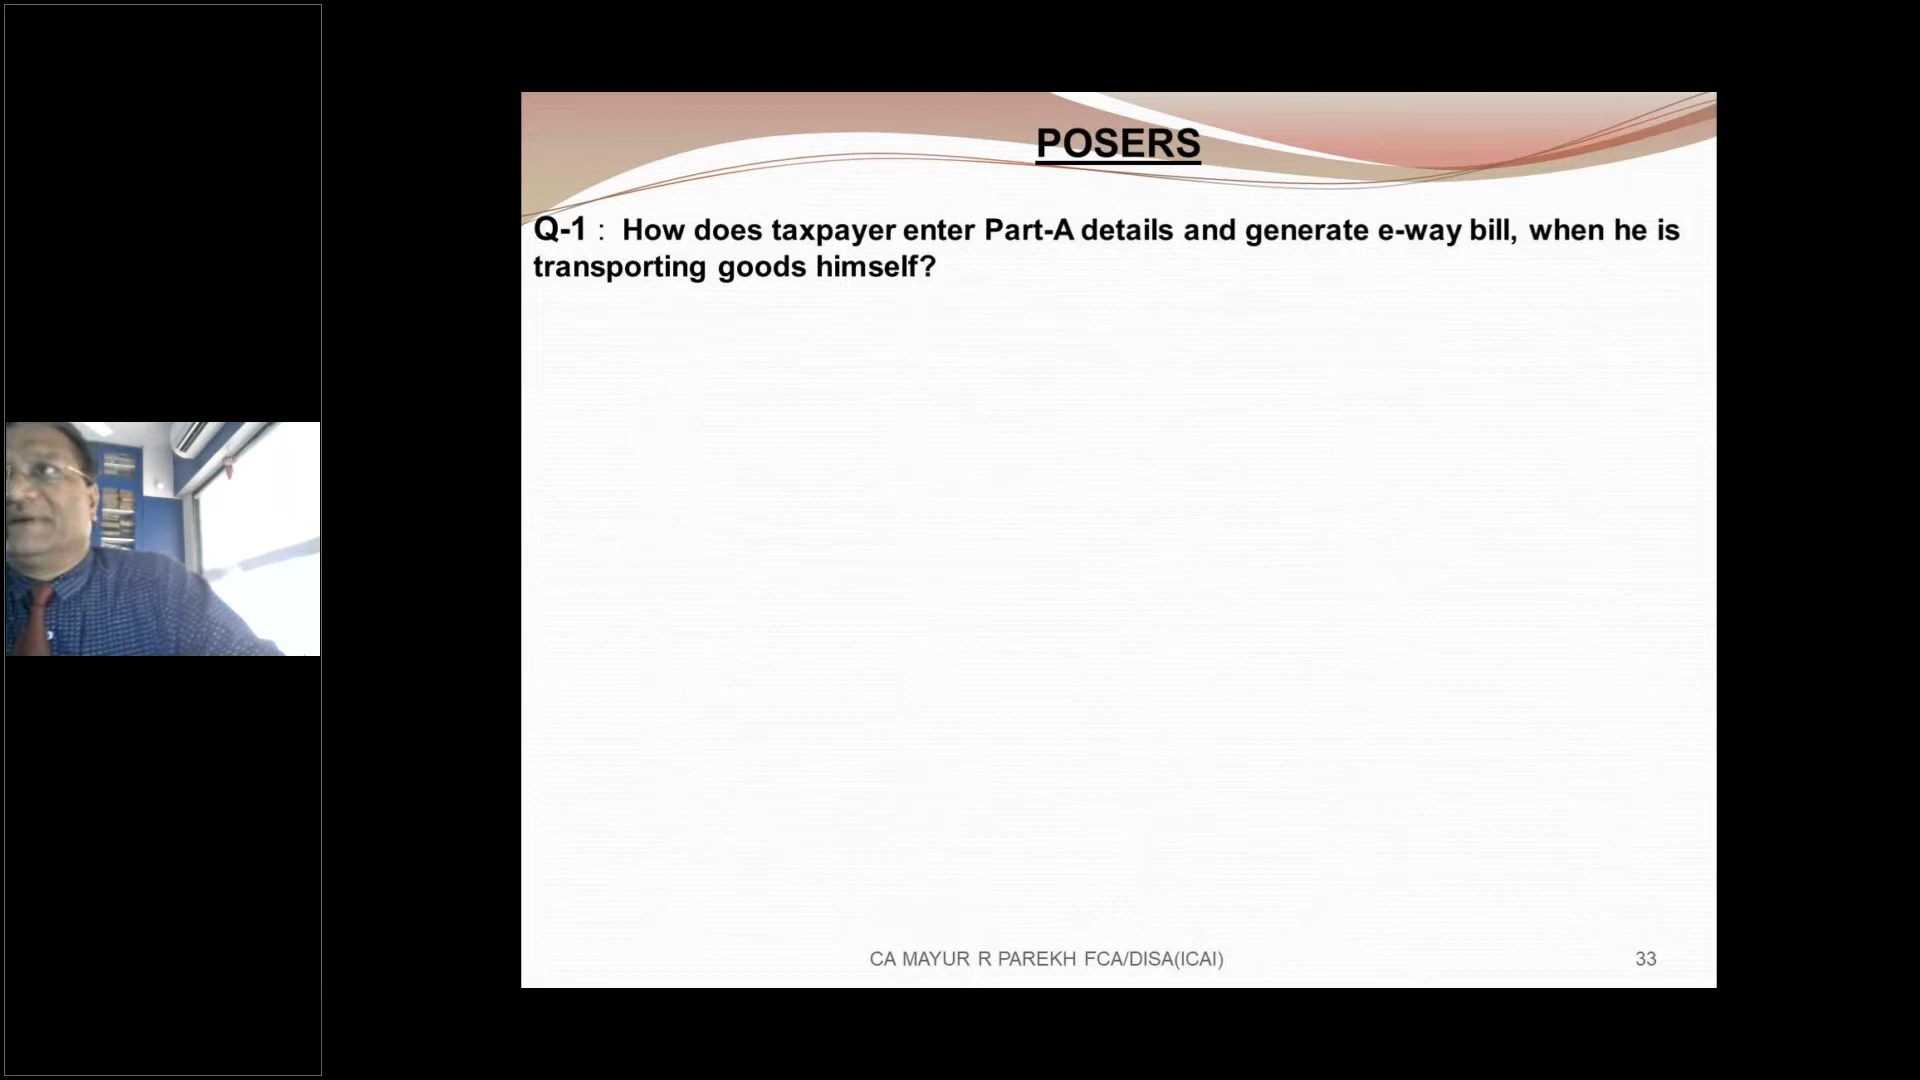 POSERS
Q-1 : How does taxpayer enter Part-A details and generate e-way bill, when he is
transporting goods himself?
CA MAYUR R PAREKH FCA/DISA(ICAI)
33